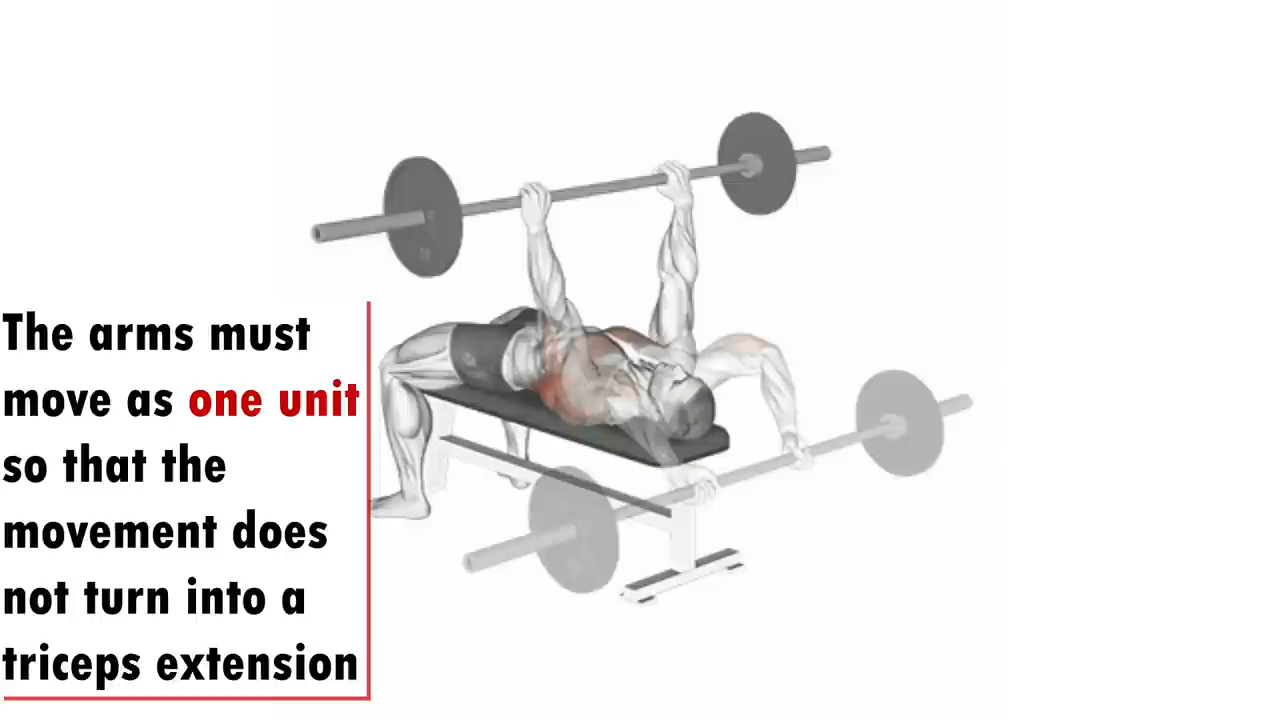 The arms must
move as one unit
so that the
movement does
not turn into a
triceps extension